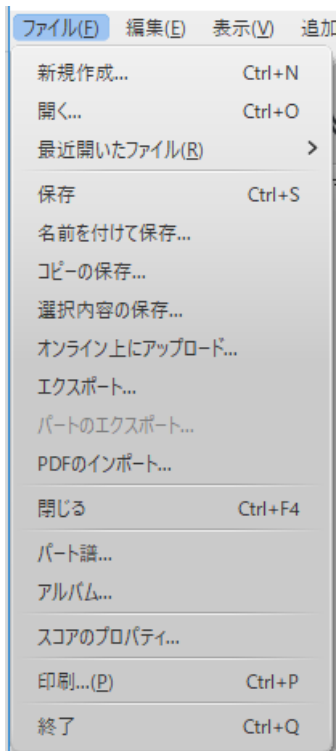 ファイル(F) 編集(E) 表示(V) 追加
新規作成... Ctrl+N
開く... Ctrl+O
最近開いたファイル(R)
保存 Ctrl+S
名前を付けて保存...
コピーの保存...
選択内容の保存...
オンライン上にアップロード...
エクスポート...
パートのエクスポート...
PDFのインポート...
閉じる Ctrl+F4
パート譜...
アルバム...
スコアのプロパティ...
印刷...(P) Ctrl+P
終了 Ctrl+Q